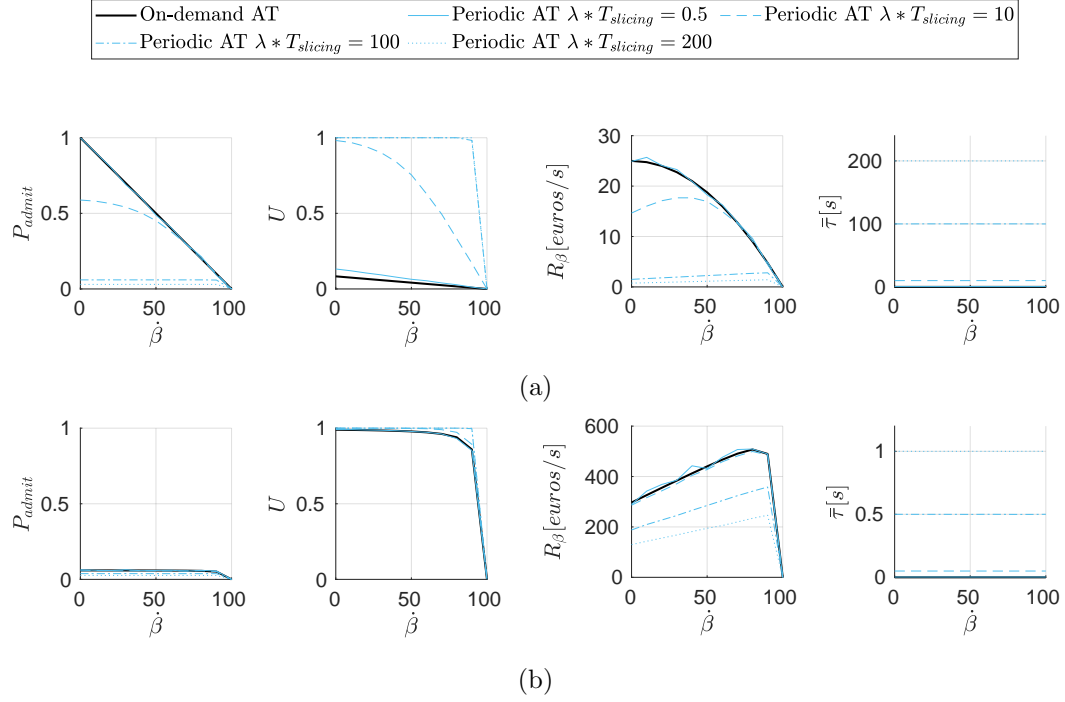 On-demand AT Periodic AT λ ∗ T_slicing = 0.5 Periodic AT λ ∗ T_slicing = 10
Periodic AT λ ∗ T_slicing = 100 Periodic AT λ ∗ T_slicing = 200
P_admit
1
0.5
0
0 50 100
β̇
U
1
0.5
0
0 50 100
β̇
R_β[euros/s]
30
20
10
0
0 50 100
β̇
τ̄[s]
200
100
0
0 50 100
β̇
(a)
P_admit
1
0.5
0
0 50 100
β̇
U
1
0.5
0
0 50 100
β̇
R_β[euros/s]
600
400
200
0
0 50 100
β̇
τ̄[s]
1
0.5
0
0 50 100
β̇
(b)